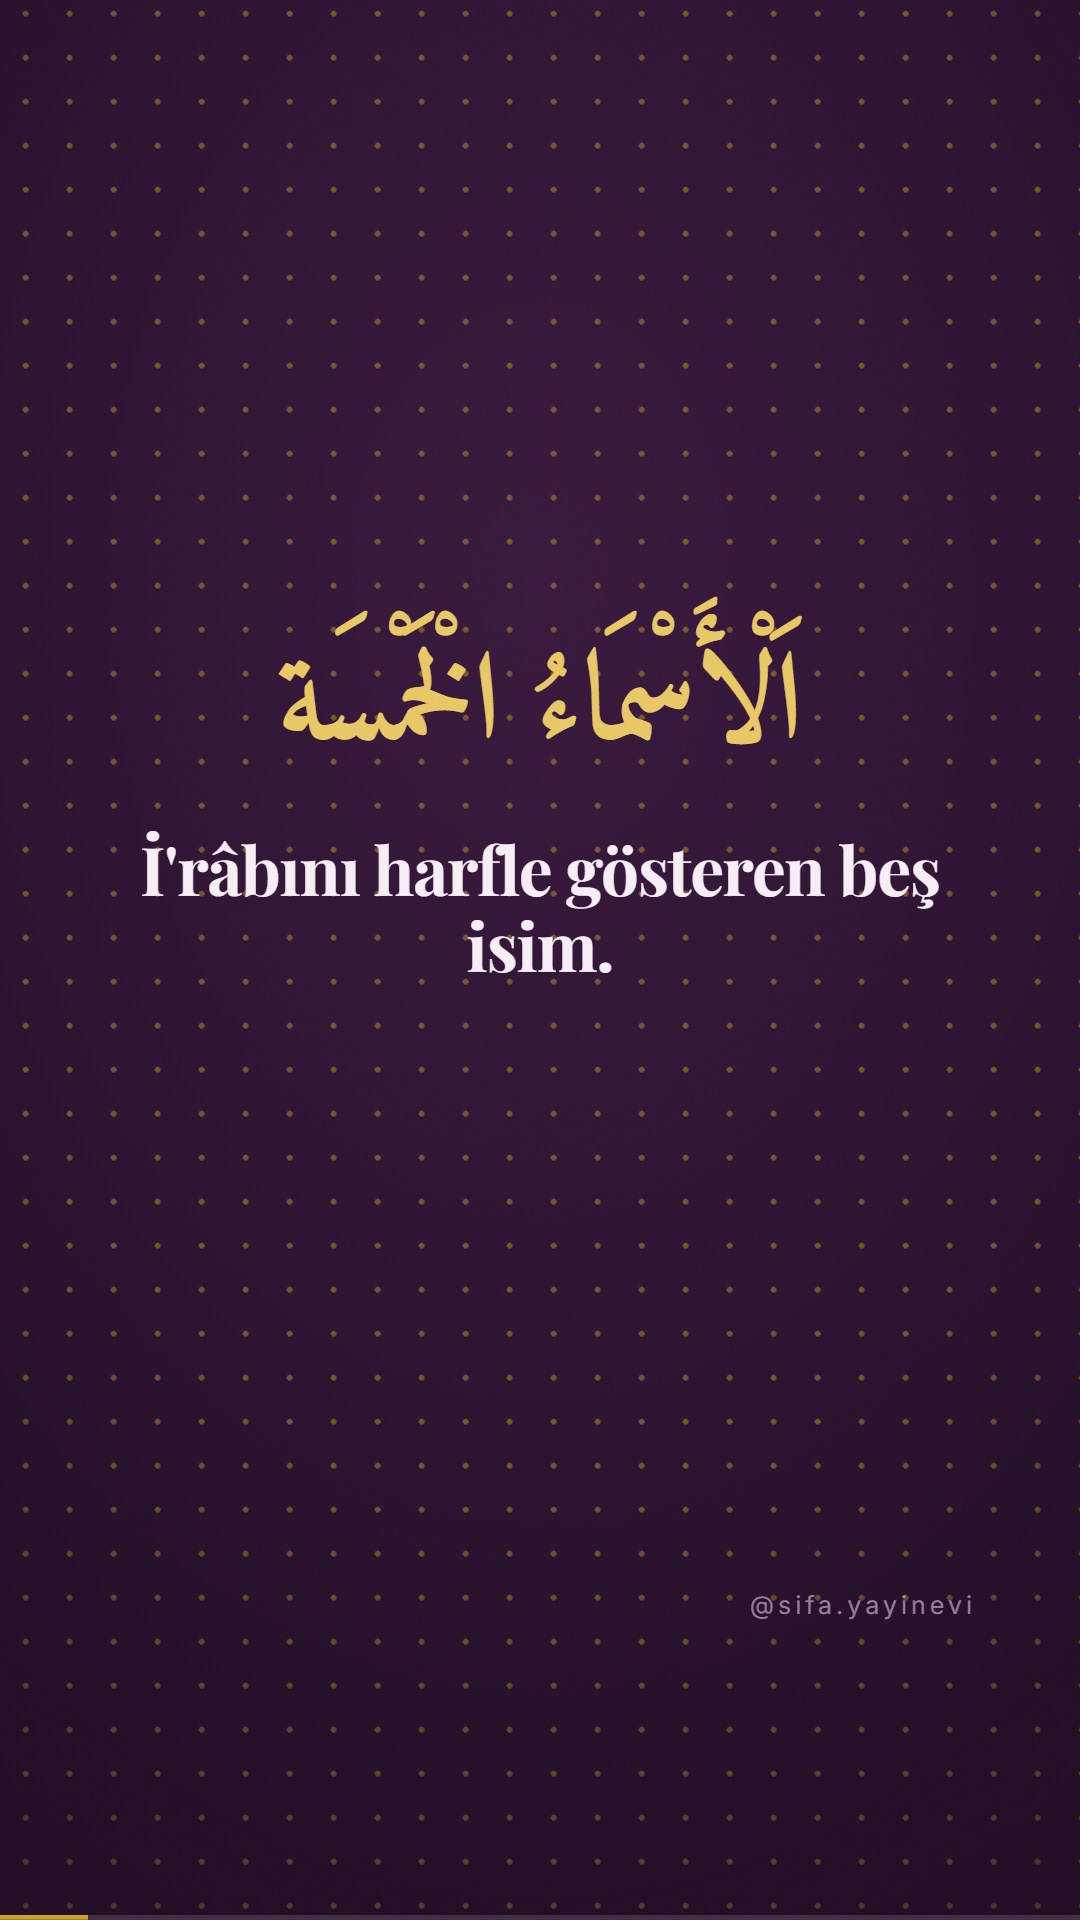 اَلْأَسْمَاءُ الْخَمْسَة
İ'râbını harfle gösteren beş
isim.
@sifa.yayinevi